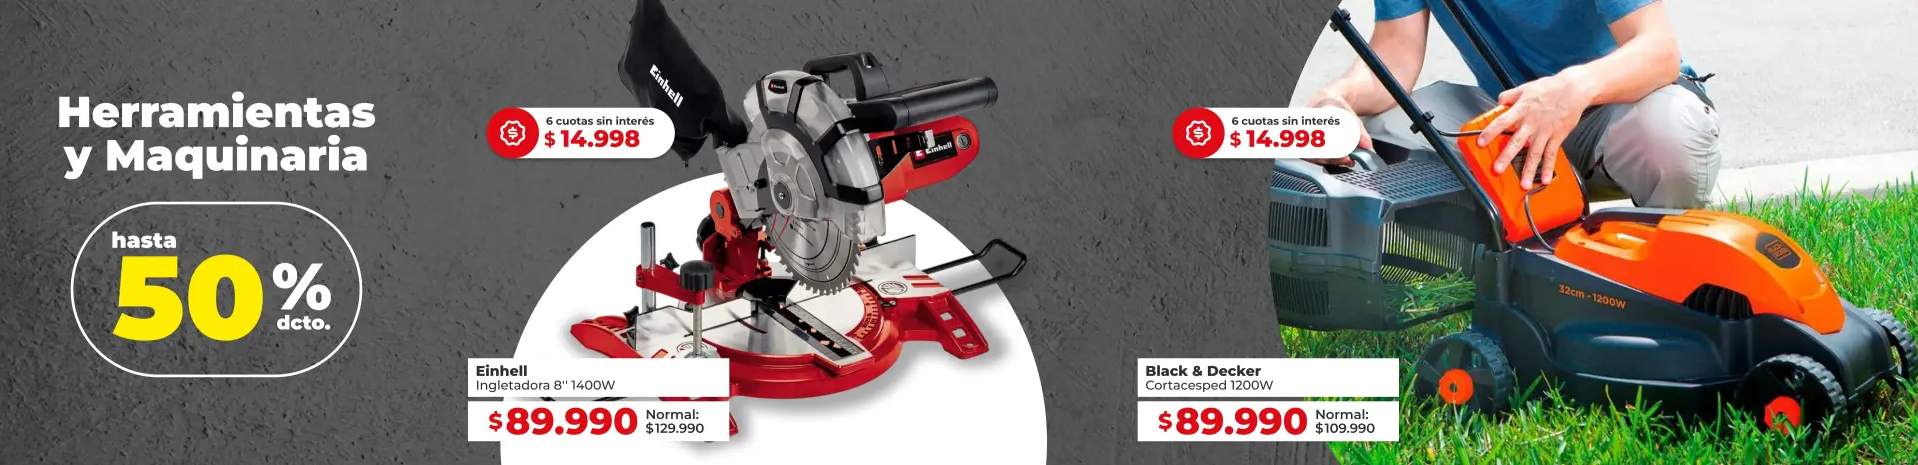 Herramientas
y Maquinaria
hasta
50%
dcto.
6 cuotas sin interés
$14.998
Einhell
Einhell
Einhell
Ingletadora 8'' 1400W
$89.990
Normal:
$129.990
6 cuotas sin interés
$14.998
32cm - 1200W
Black & Decker
Cortacesped 1200W
$89.990
Normal:
$109.990